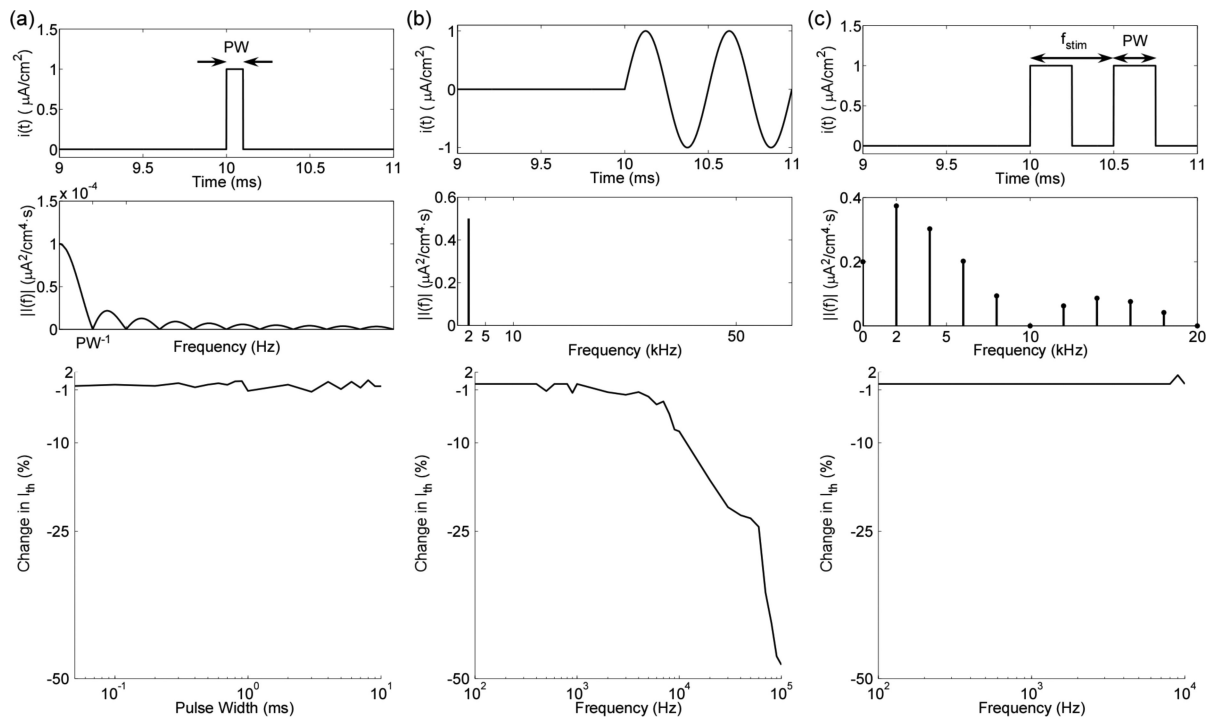 (a)
PW
i(t) ( μA/cm²)
1.5
1
0.5
0
9
9.5
10
10.5
11
Time (ms)
(b)
i(t) ( μA/cm²)
1
0
-1
9
9.5
10
10.5
11
Time (ms)
(c)
f_stim
PW
i(t) ( μA/cm²)
1.5
1
0.5
0
9
9.5
10
10.5
11
Time (ms)
x 10⁻⁴
|I(f)| (μA²/cm⁴·s)
1.5
1
0.5
0
PW⁻¹
Frequency (Hz)
|I(f)| (μA²/cm⁴·s)
0.6
0.4
0.2
0
2
5
10
50
Frequency (kHz)
|I(f)| (μA²/cm⁴·s)
0.4
0.2
0
0
2
5
10
20
Frequency (kHz)
Change in I_th (%)
2
-1
-10
-25
-50
10⁻¹
10⁰
10¹
Pulse Width (ms)
Change in I_th (%)
2
-1
-10
-25
-50
10²
10³
10⁴
10⁵
Frequency (Hz)
Change in I_th (%)
2
-1
-10
-25
-50
10²
10³
10⁴
Frequency (Hz)